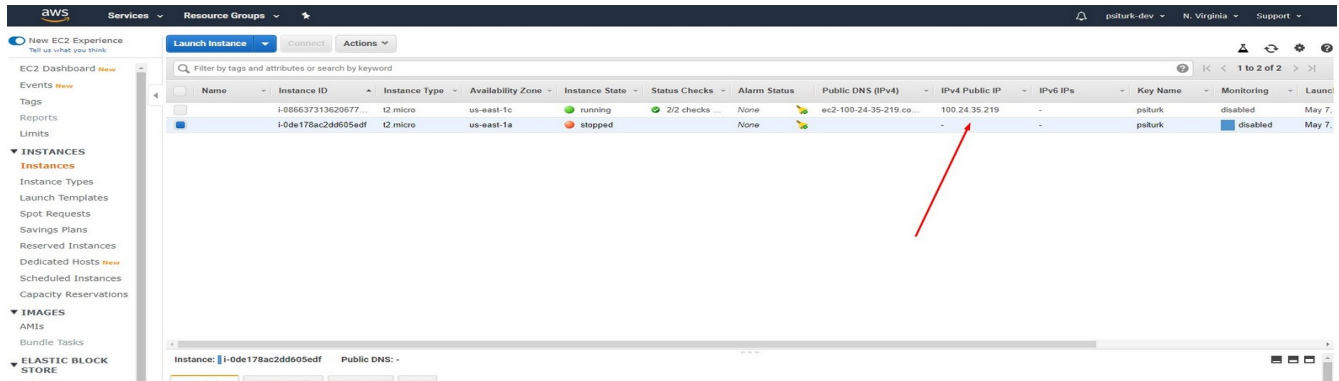 aws Services Resource Groups psiturk-dev N. Virginia Support
New EC2 Experience
Tell us what you think
EC2 Dashboard New
Events New
Tags
Reports
Limits
INSTANCES
Instances
Instance Types
Launch Templates
Spot Requests
Savings Plans
Reserved Instances
Dedicated Hosts New
Scheduled Instances
Capacity Reservations
IMAGES
AMIs
Bundle Tasks
ELASTIC BLOCK
STORE
Launch Instance Connect Actions
Filter by tags and attributes or search by keyword 1 to 2 of 2
Name Instance ID Instance Type Availability Zone Instance State Status Checks Alarm Status Public DNS (IPv4) IPv4 Public IP IPv6 IPs Key Name Monitoring Launc
i-086637313620677... t2.micro us-east-1c running 2/2 checks ... None ec2-100-24-35-219.co... 100.24.35.219 - psiturk disabled May 7,
i-0de178ac2dd605edf t2.micro us-east-1a stopped None - - psiturk disabled May 7,
Instance: i-0de178ac2dd605edf Public DNS: -